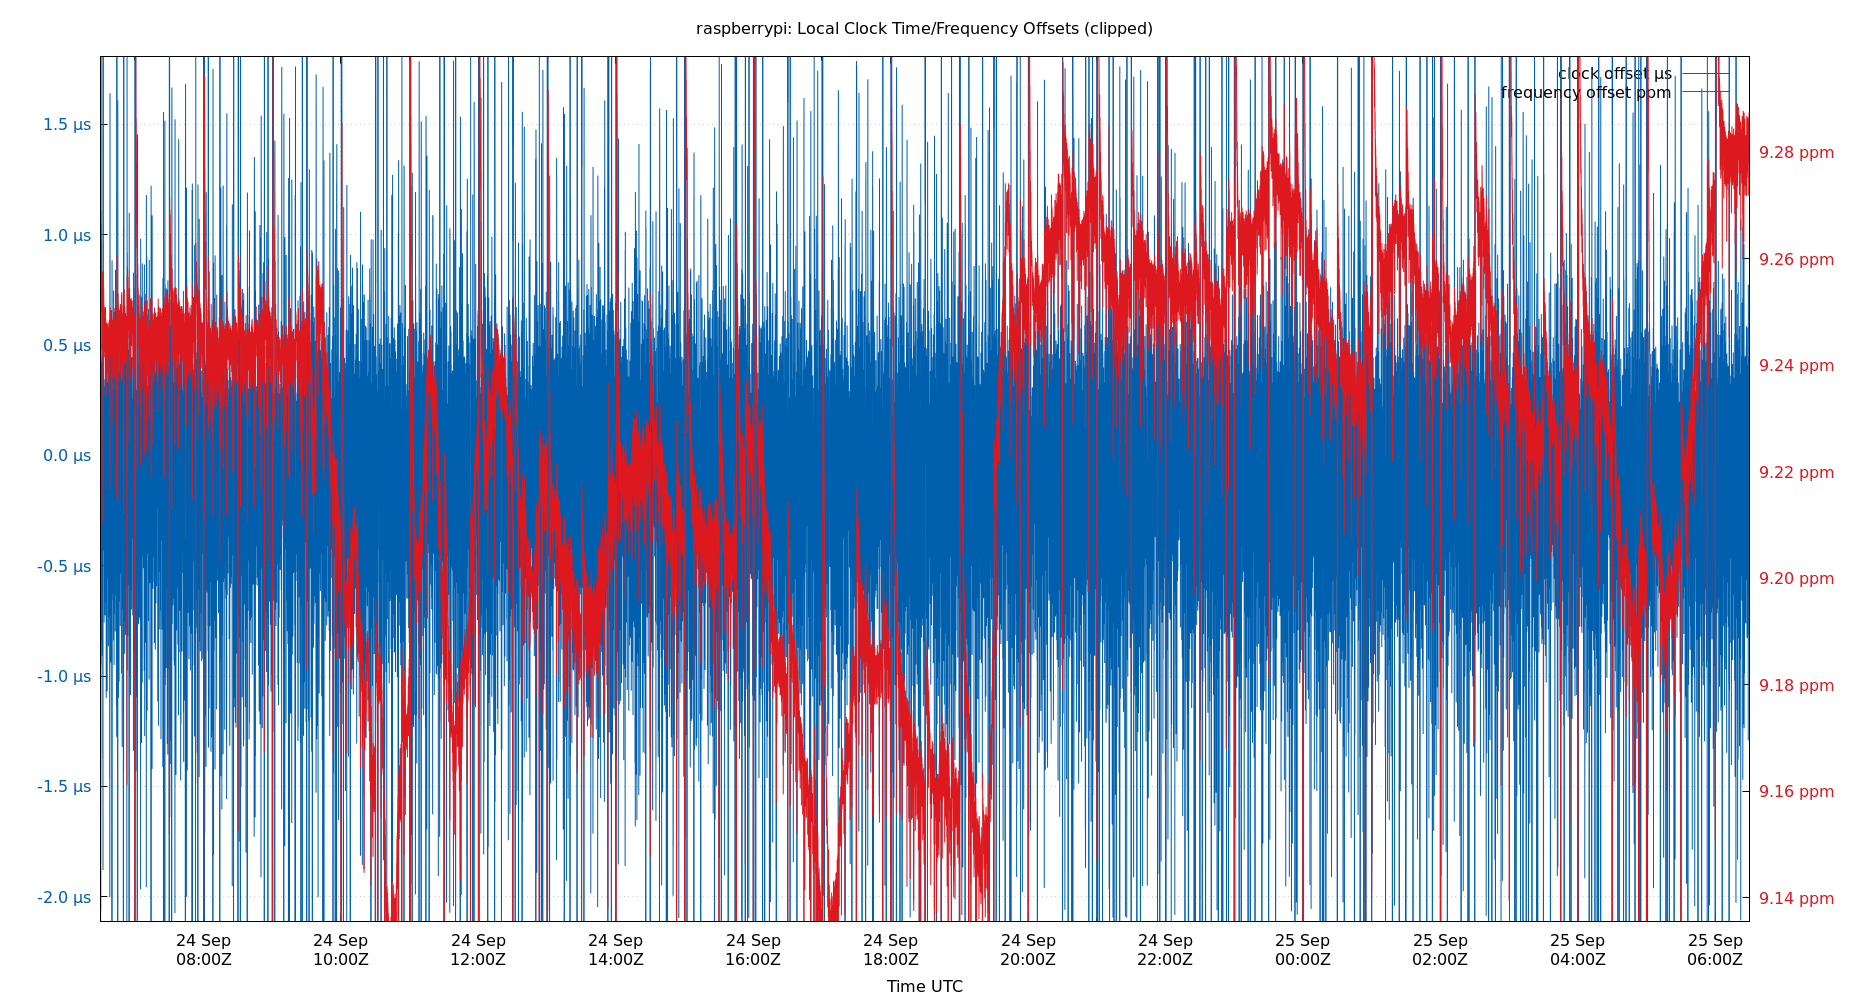 raspberrypi: Local Clock Time/Frequency Offsets (clipped)
clock offset µs
frequency offset ppm
1.5 µs
1.0 µs
0.5 µs
0.0 µs
-0.5 µs
-1.0 µs
-1.5 µs
-2.0 µs
9.28 ppm
9.26 ppm
9.24 ppm
9.22 ppm
9.20 ppm
9.18 ppm
9.16 ppm
9.14 ppm
24 Sep 24 Sep 24 Sep 24 Sep 24 Sep 24 Sep 24 Sep 24 Sep 25 Sep 25 Sep 25 Sep 25 Sep
08:00Z 10:00Z 12:00Z 14:00Z 16:00Z 18:00Z 20:00Z 22:00Z 00:00Z 02:00Z 04:00Z 06:00Z
Time UTC